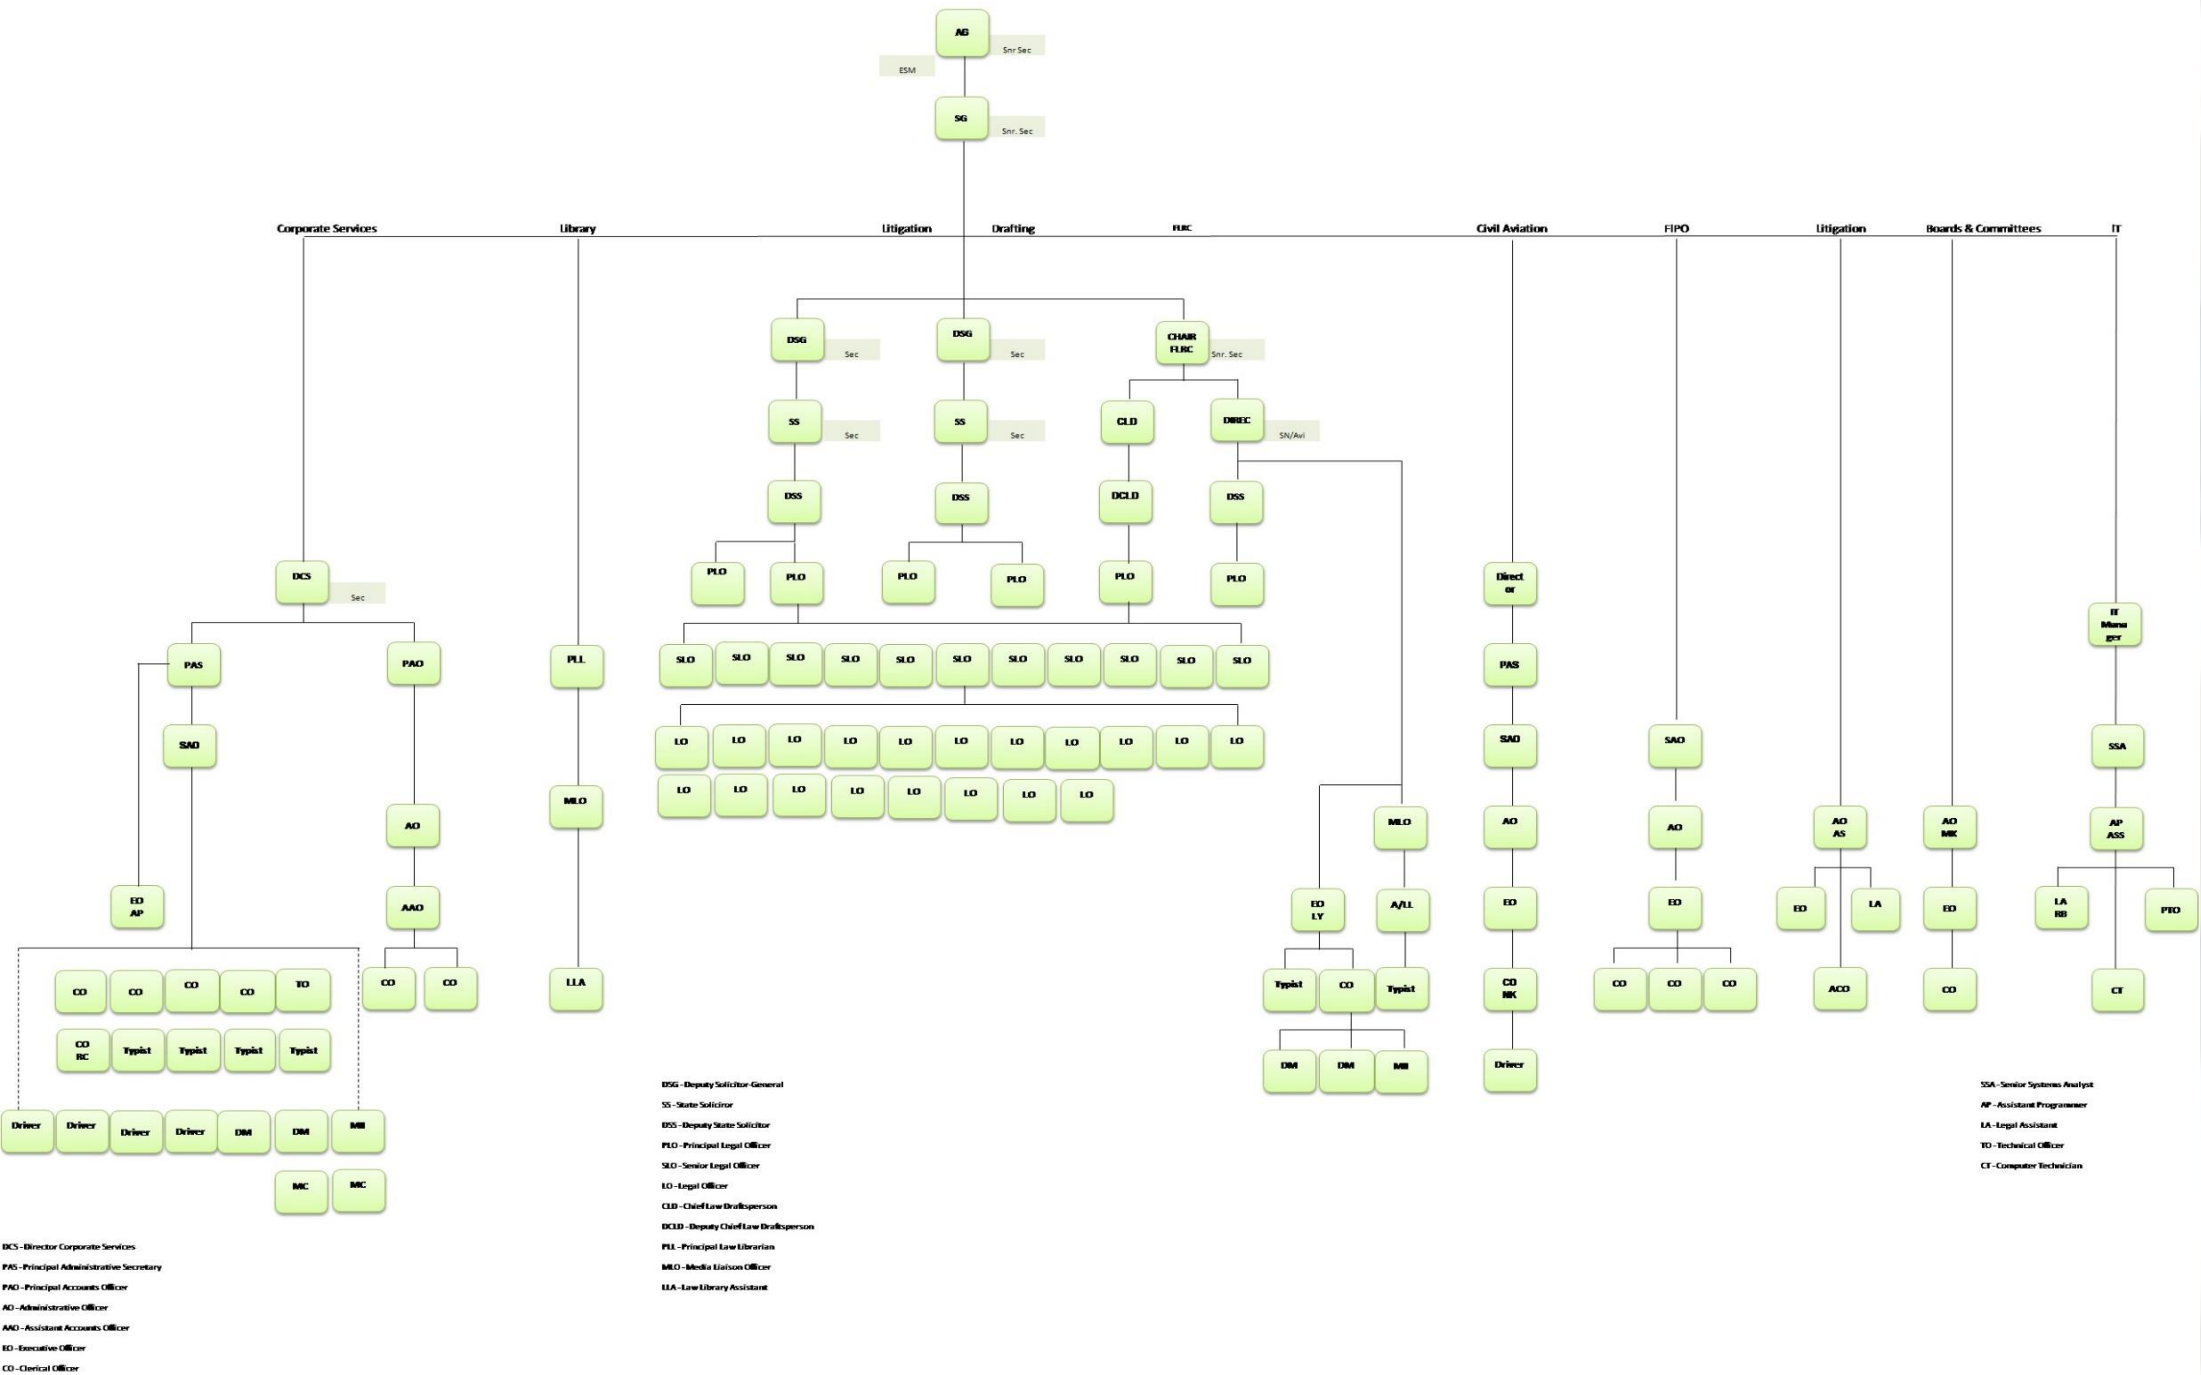 AG
Snr Sec
ESM
SG
Snr. Sec
Corporate Services
Library
Litigation
Drafting
FLRC
Civil Aviation
FIPO
Litigation
Boards & Committees
IT
DSG
Sec
DSG
Sec
CHAIR
FLRC
Snr. Sec
SS
Sec
SS
Sec
CLD
DIREC
SN/Avi
DSS
DSS
DCLD
DSS
DCS
Sec
PLO
PLO
PLO
PLO
PLO
PLO
Direct
or
IT
Mana
ger
PAS
PAO
PLL
SLO
SLO
SLO
SLO
SLO
SLO
SLO
SLO
SLO
SLO
SLO
PAS
SAO
LO
LO
LO
LO
LO
LO
LO
LO
LO
LO
LO
SAO
SAO
SSA
LO
LO
LO
LO
LO
LO
LO
LO
AO
MLO
MLO
AO
AO
AO
AS
AO
MK
AP
ASS
EO
AP
AAO
EO
LY
A/LL
EO
EO
EO
LA
EO
LA
RB
PTO
CO
CO
CO
CO
TO
CO
CO
LLA
Typist
CO
Typist
CO
NK
CO
CO
CO
ACO
CO
CT
CO
RC
Typist
Typist
Typist
Typist
DM
DM
MII
Driver
Driver
Driver
Driver
Driver
DM
DM
MII
MC
MC
DSG - Deputy Solicitor-General
SS - State Soliciror
DSS - Deputy State Solicitor
PLO - Principal Legal Officer
SLO - Senior Legal Officer
LO - Legal Officer
CLD - Chief Law Draftsperson
DCLD - Deputy Chief Law Draftsperson
PLL - Principal Law Librarian
MLO - Media Liaison Officer
LLA - Law Library Assistant
SSA - Senior Systems Analyst
AP - Assistant Programmer
LA - Legal Assistant
TO - Technical Officer
CT - Computer Technician
DCS - Director Corporate Services
PAS - Principal Administrative Secretary
PAO - Principal Accounts Officer
AO - Administrative Officer
AAO - Assistant Accounts Officer
EO - Executive Officer
CO - Clerical Officer